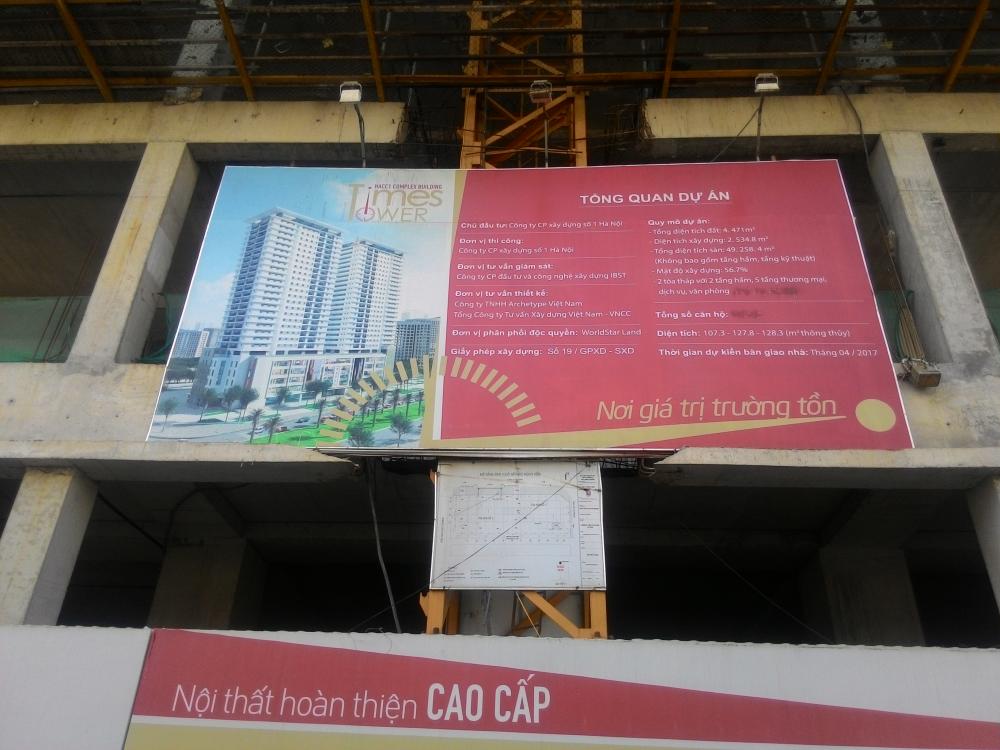 HACC1 COMPLEX BUILDING
Times
TOWER
TỔNG QUAN DỰ ÁN
Chủ đầu tư: Công ty CP xây dựng số 1 Hà Nội
Đơn vị thi công:
Công ty CP xây dựng số 1 Hà Nội
Đơn vị tư vấn giám sát:
Công ty CP đầu tư và công nghệ xây dựng IBST
Đơn vị tư vấn thiết kế:
Công ty TNHH Archetype Việt Nam
Tổng Công ty Tư vấn Xây dựng Việt Nam - VNCC
Đơn vị phân phối độc quyền: WorldStar Land
Giấy phép xây dựng: Số 19 / GPXD - SXD
Quy mô dự án:
- Tổng diện tích đất: 4. 471m²
- Diện tích xây dựng: 2. 534.8 m²
- Tổng diện tích sàn: 49. 258. 4 m²
(Không bao gồm tầng hầm, tầng kỹ thuật)
- Mật độ xây dựng: 56.7%
- 2 tòa tháp với 2 tầng hầm, 5 tầng thương mại,
dịch vụ, văn phòng
Tổng số căn hộ:
Diện tích: 107.3 - 127.8 - 128.3 (m² thông thủy)
Thời gian dự kiến bàn giao nhà: Tháng 04 / 2017
Nơi giá trị trường tồn
Nội thất hoàn thiện CAO CẤP